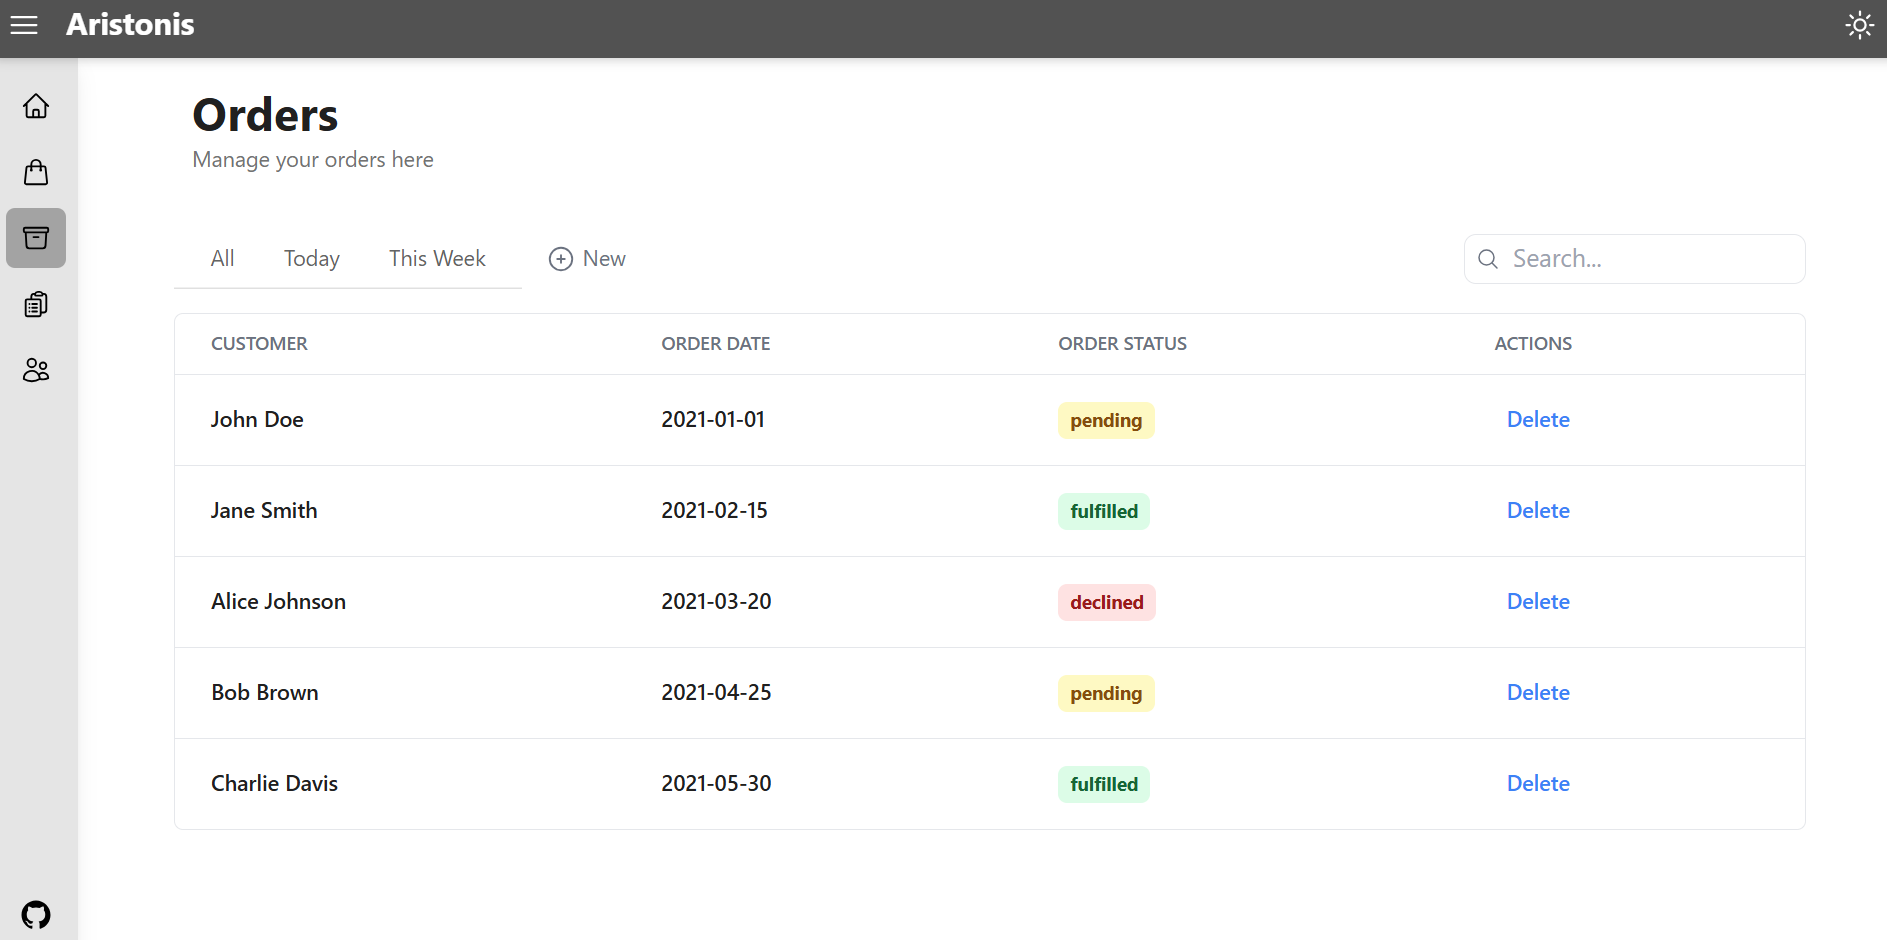 Aristonis
Orders
Manage your orders here
All Today This Week New Search...
CUSTOMER ORDER DATE ORDER STATUS ACTIONS
John Doe 2021-01-01 pending Delete
Jane Smith 2021-02-15 fulfilled Delete
Alice Johnson 2021-03-20 declined Delete
Bob Brown 2021-04-25 pending Delete
Charlie Davis 2021-05-30 fulfilled Delete